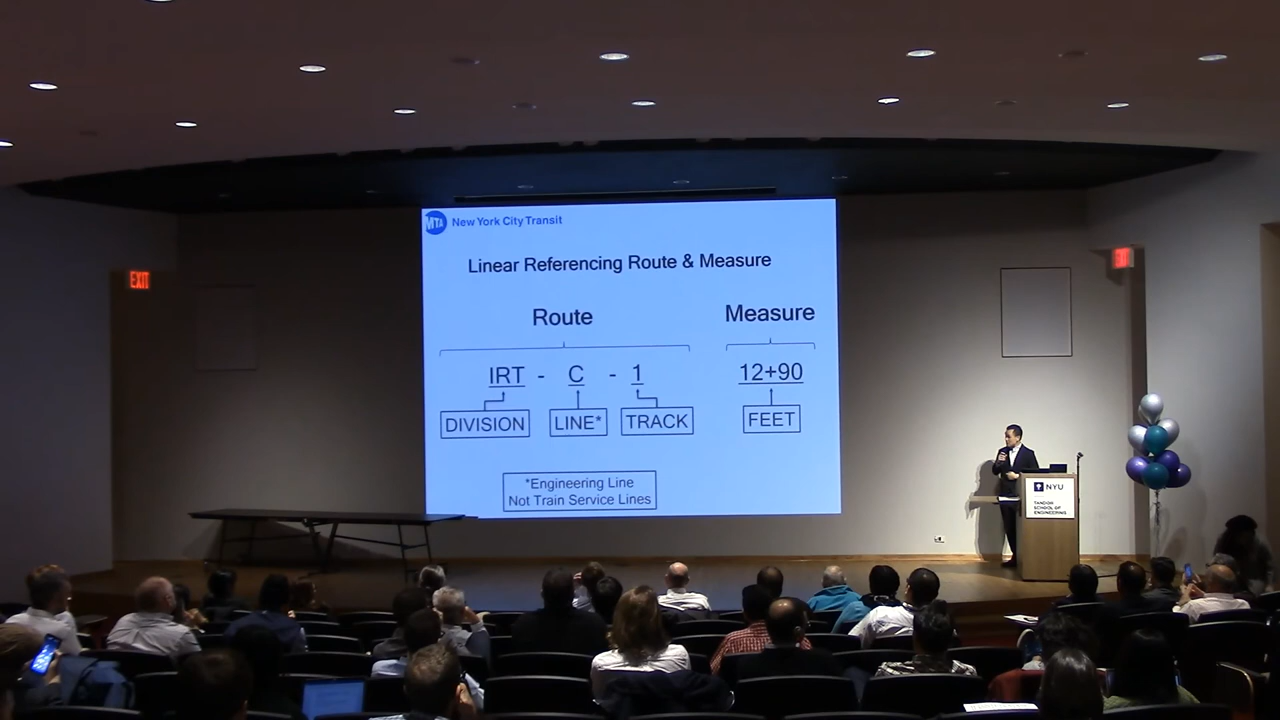 MTA New York City Transit
Linear Referencing Route & Measure
Route Measure
IRT - C - 1 12+90
DIVISION LINE* TRACK FEET
*Engineering Line
Not Train Service Lines
EXIT
EXIT
NYU
TANDON
SCHOOL OF
ENGINEERING